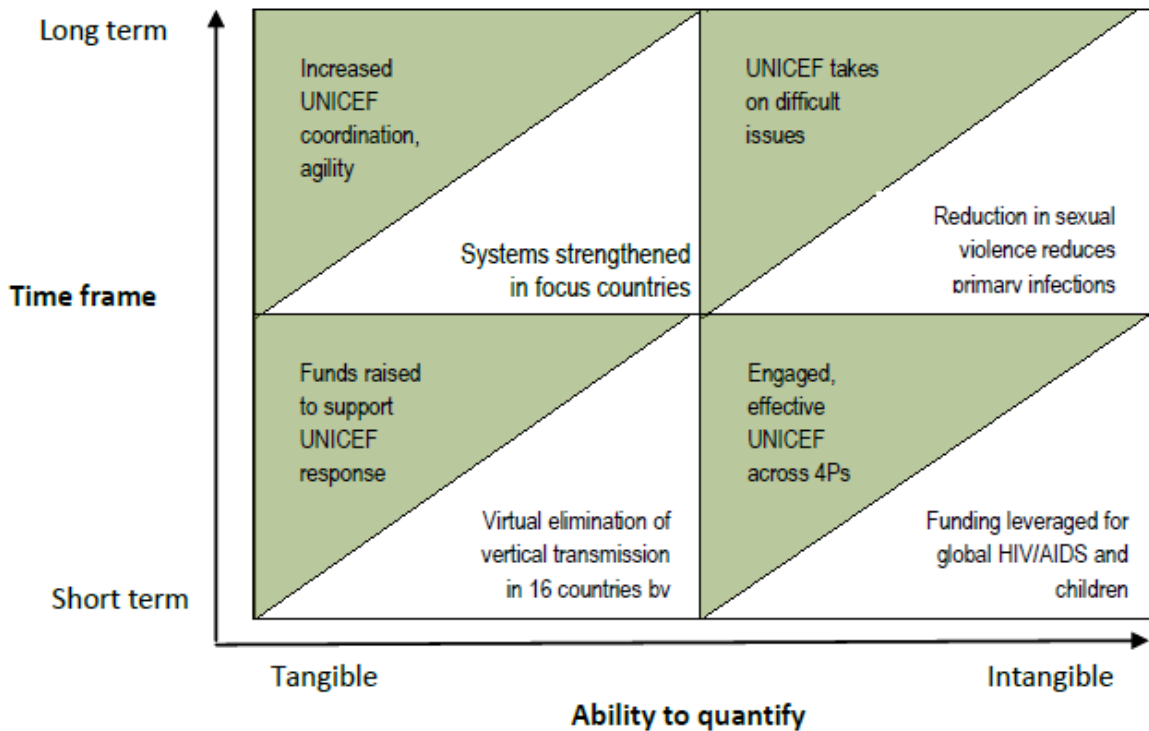 Long term
Increased
UNICEF
coordination,
agility
UNICEF takes
on difficult
issues
Systems strengthened
in focus countries
Reduction in sexual
violence reduces
primary infections
Time frame
Funds raised
to support
UNICEF
response
Engaged,
effective
UNICEF
across 4Ps
Virtual elimination of
vertical transmission
in 16 countries by
Funding leveraged for
global HIV/AIDS and
children
Short term
Tangible
Intangible
Ability to quantify